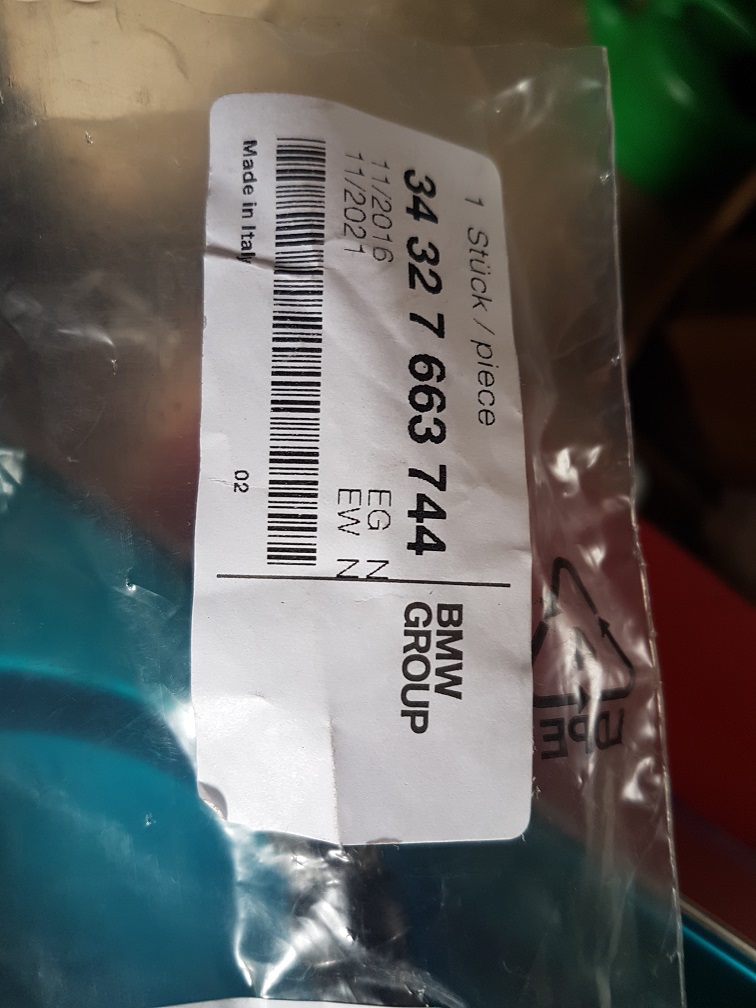 1 Stück / piece
34 32 7 663 744
11/2016 EG N
11/2021 EW N
02
Made in Italy
BMW
GROUP
PE